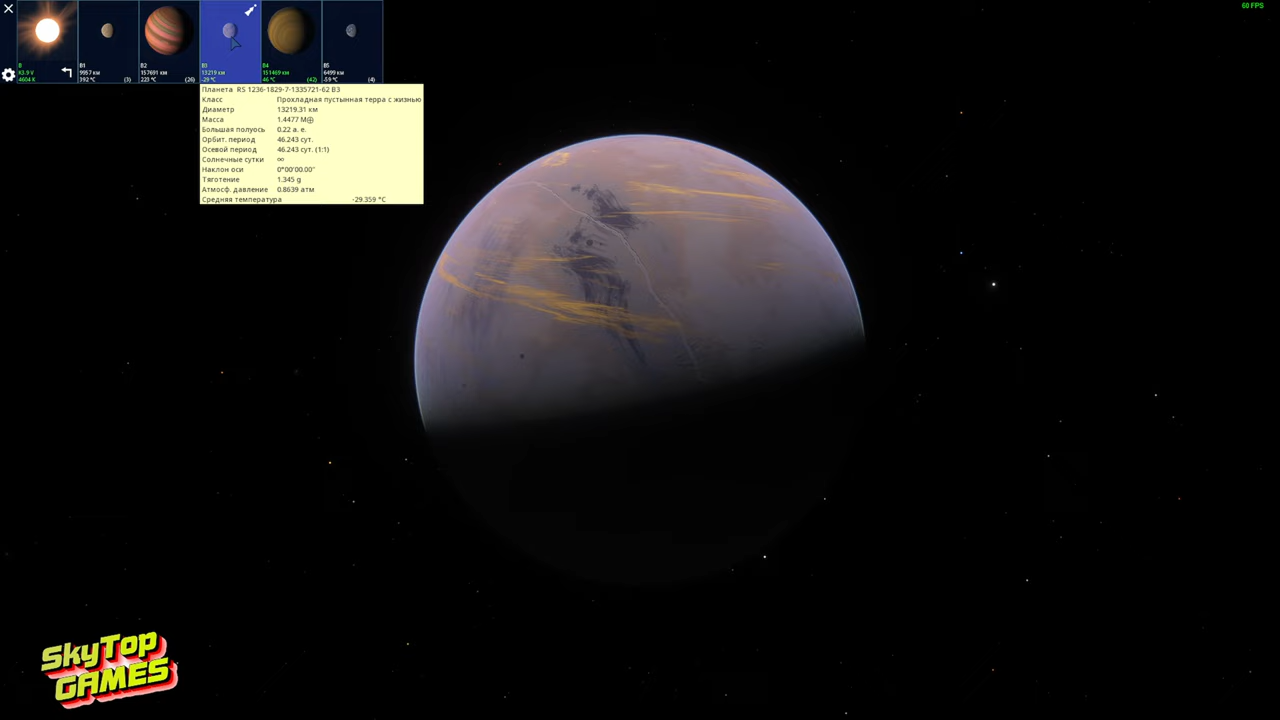 60 FPS
B
K3.9 V
4604 K
B1
9957 км
392 °C (3)
B2
157691 км
223 °C (26)
B3
13219 км
-29 °C
B4
151469 км
46 °C (42)
B5
6499 км
-59 °C (4)
Планета RS 1236-1829-7-1335721-62 B3
Класс Прохладная пустынная терра с жизнью
Диаметр 13219.31 км
Масса 1.4477 M⊕
Большая полуось 0.22 а. е.
Орбит. период 46.243 сут.
Осевой период 46.243 сут. (1:1)
Солнечные сутки ∞
Наклон оси 0°00'00.00"
Тяготение 1.345 g
Атмосф. давление 0.8639 атм
Средняя температура -29.359 °C
SkyTop
GAMES